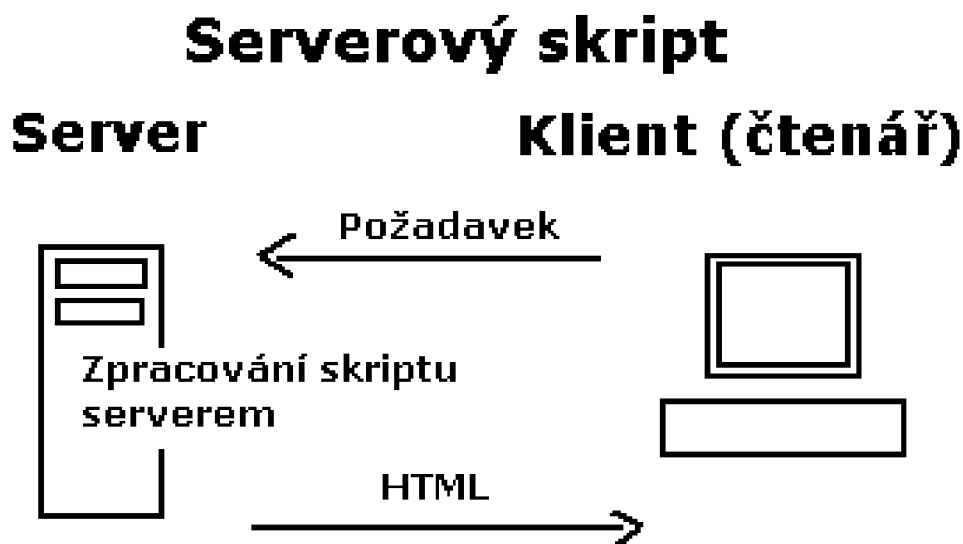 Serverový skript
Server
Klient (čtenář)
Požadavek
Zpracování skriptu
serverem
HTML